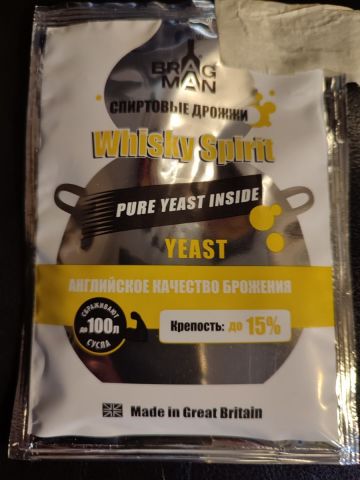 BRAG
MAN
СПИРТОВЫЕ ДРОЖЖИ
Whisky Spirit
PURE YEAST INSIDE
YEAST
АНГЛИЙСКОЕ КАЧЕСТВО БРОЖЕНИЯ
СБРАЖИВАЮТ
до 100л
СУСЛА
Крепость: до 15%
Made in Great Britain